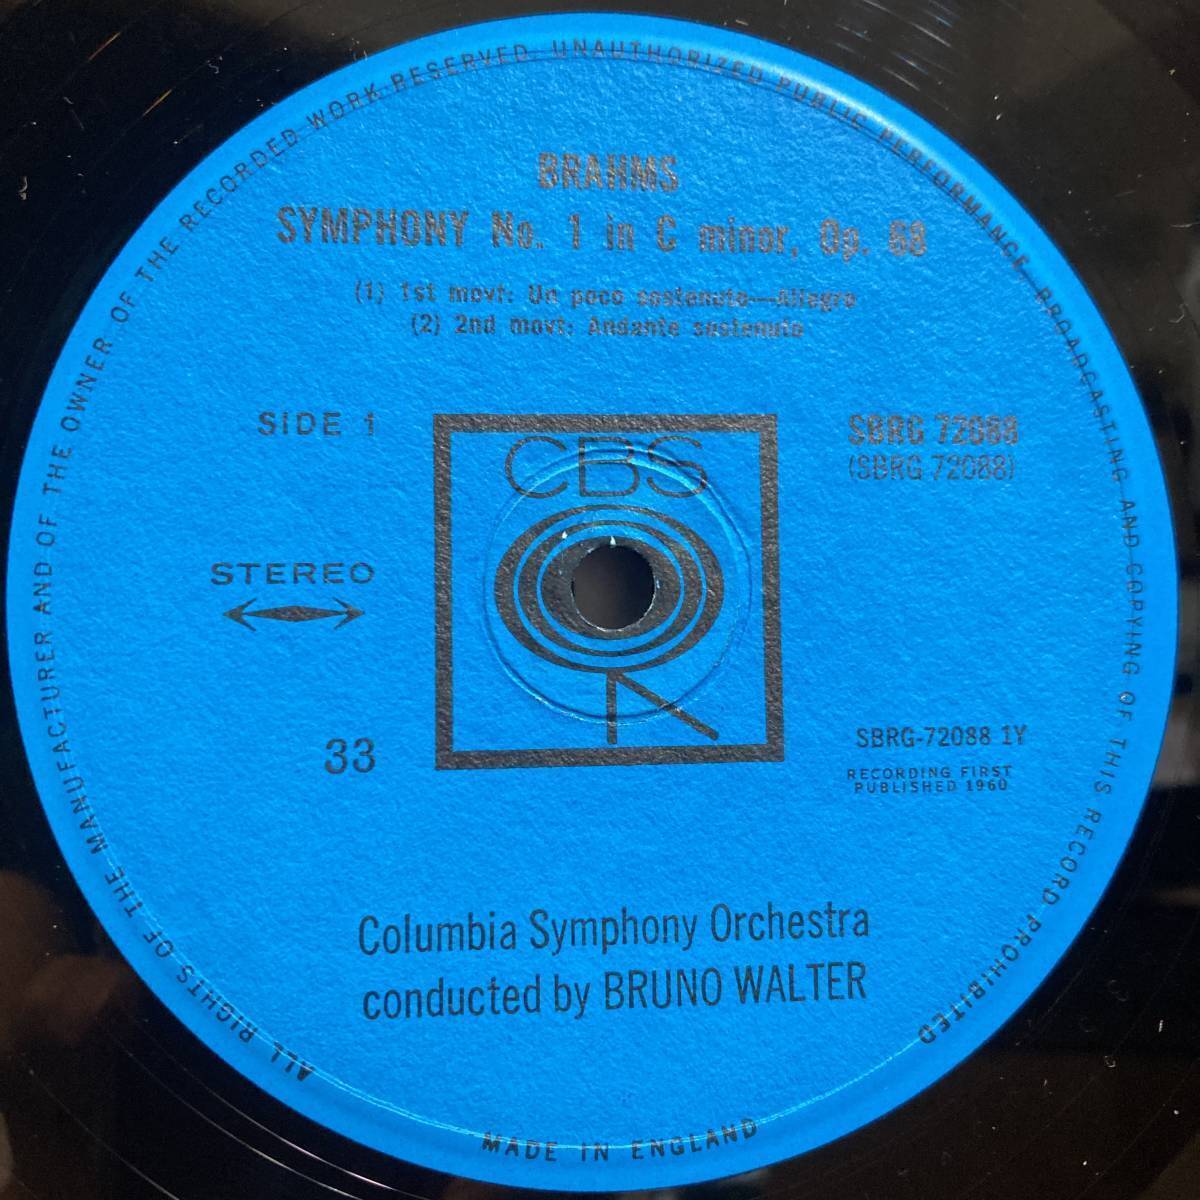 ALL RIGHTS OF THE MANUFACTURER AND OF THE OWNER OF THE RECORDED WORK RESERVED. UNAUTHORIZED PUBLIC PERFORMANCE BROADCASTING AND COPYING OF THIS RECORD PROHIBITED
BRAHMS
SYMPHONY No. 1 in C minor, Op. 68
(1) 1st movt: Un poco sostenuto—Allegro
(2) 2nd movt: Andante sostenuto
SIDE 1
CBS
SBRG 72088
(SBRG 72088)
STEREO
33
SBRG-72088 1Y
RECORDING FIRST
PUBLISHED 1960
Columbia Symphony Orchestra
conducted by BRUNO WALTER
MADE IN ENGLAND